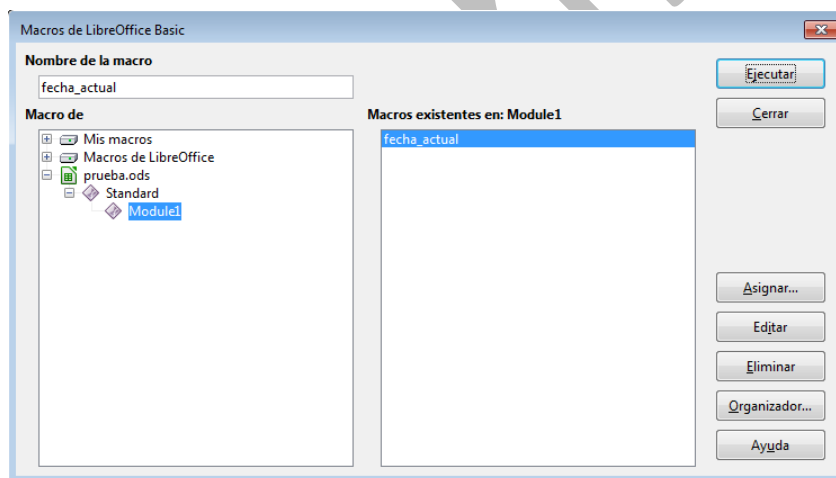 Macros de LibreOffice Basic
Nombre de la macro
fecha_actual
Macro de
Mis macros
Macros de LibreOffice
prueba.ods
Standard
Module1
Macros existentes en: Module1
fecha_actual
Ejecutar
Cerrar
Asignar...
Editar
Eliminar
Organizador...
Ayuda